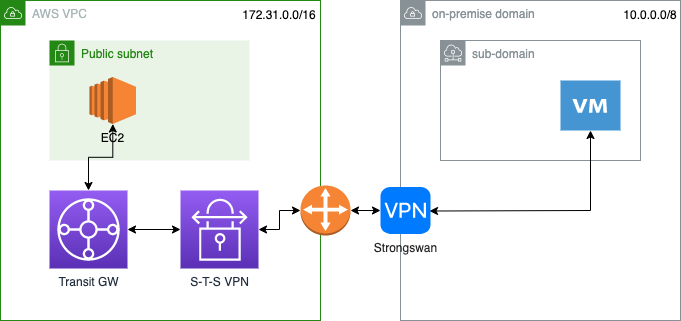 AWS VPC
172.31.0.0/16
Public subnet
EC2
Transit GW
S-T-S VPN
on-premise domain
10.0.0.0/8
sub-domain
VM
VPN
Strongswan